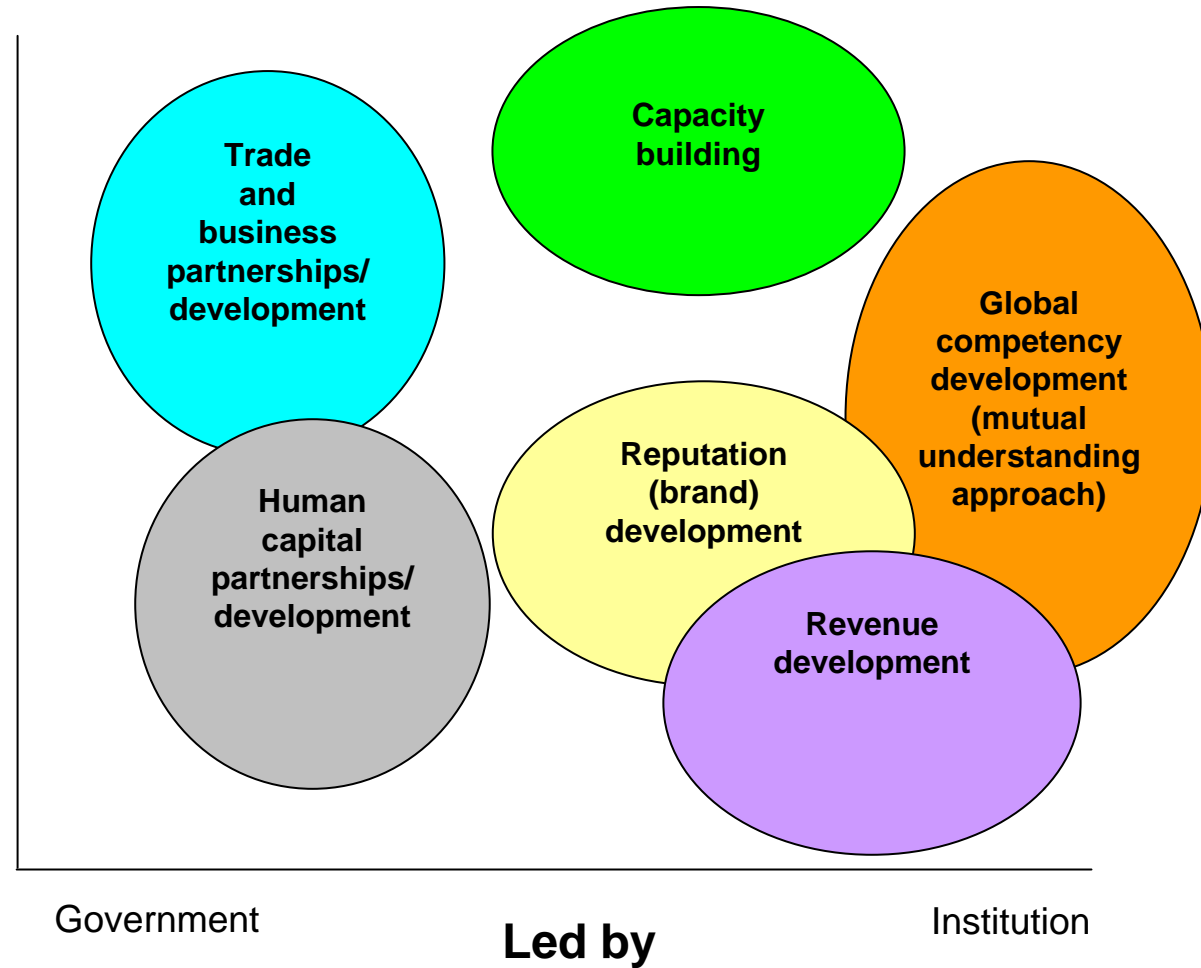 Capacity
building
Trade
and
business
partnerships/
development
Global
competency
development
(mutual
understanding
approach)
Reputation
(brand)
development
Human
capital
partnerships/
development
Revenue
development
Government
Institution
Led by